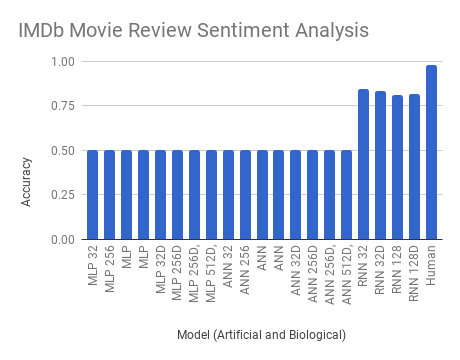 IMDb Movie Review Sentiment Analysis
1.00
0.75
0.50
0.25
0.00
Accuracy
MLP 32
MLP 256
MLP
MLP
MLP 32D
MLP 256D
MLP 256D,
MLP 512D,
ANN 32
ANN 256
ANN
ANN
ANN 32D
ANN 256D
ANN 256D,
ANN 512D,
RNN 32
RNN 32D
RNN 128
RNN 128D
Human
Model (Artificial and Biological)